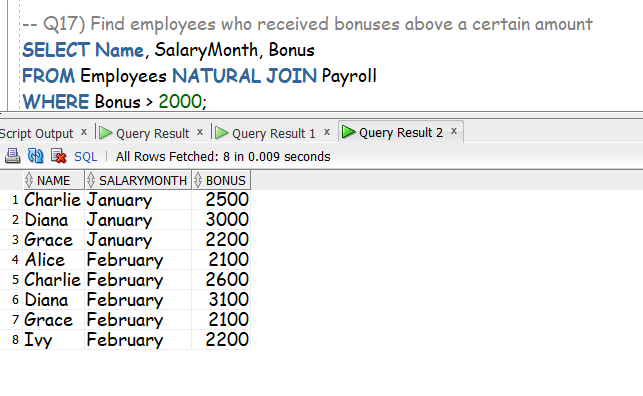 -- Q17) Find employees who received bonuses above a certain amount
SELECT Name, SalaryMonth, Bonus
FROM Employees NATURAL JOIN Payroll
WHERE Bonus > 2000;
Script Output x Query Result x Query Result 1 x Query Result 2 x
SQL | All Rows Fetched: 8 in 0.009 seconds
NAME SALARYMONTH BONUS
1 Charlie January 2500
2 Diana January 3000
3 Grace January 2200
4 Alice February 2100
5 Charlie February 2600
6 Diana February 3100
7 Grace February 2100
8 Ivy February 2200